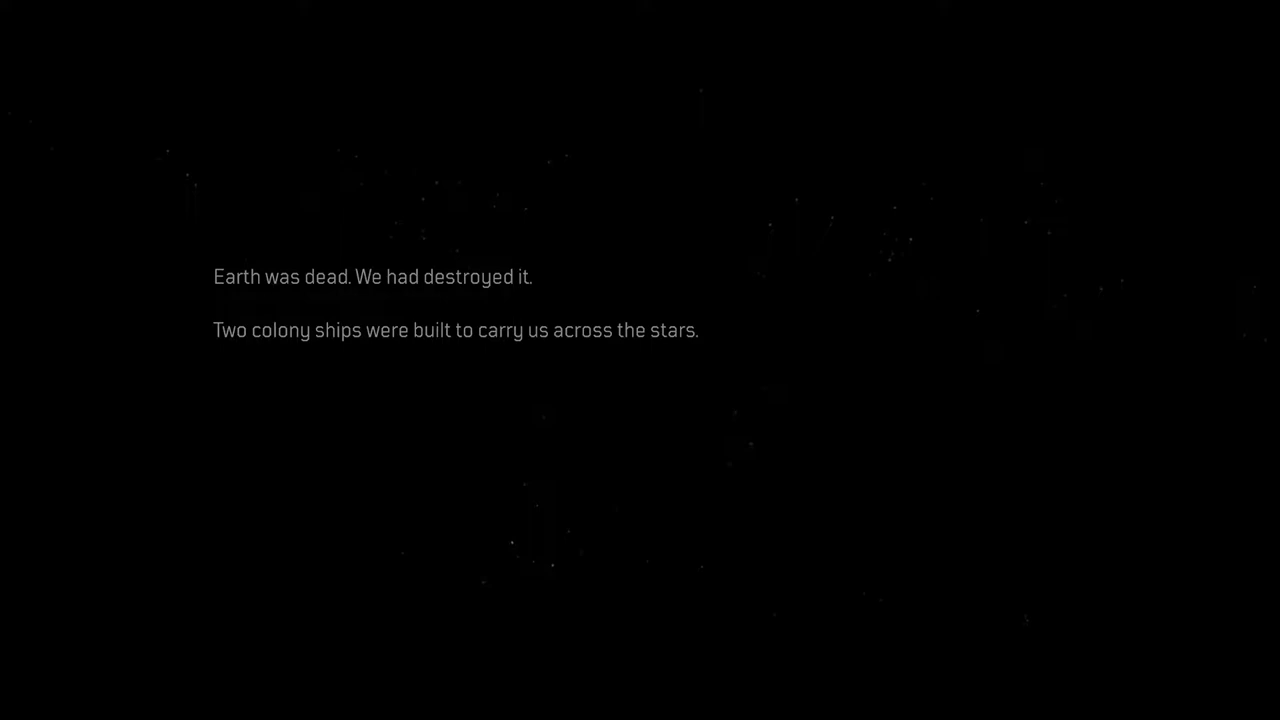 Earth was dead. We had destroyed it.
Two colony ships were built to carry us across the stars.